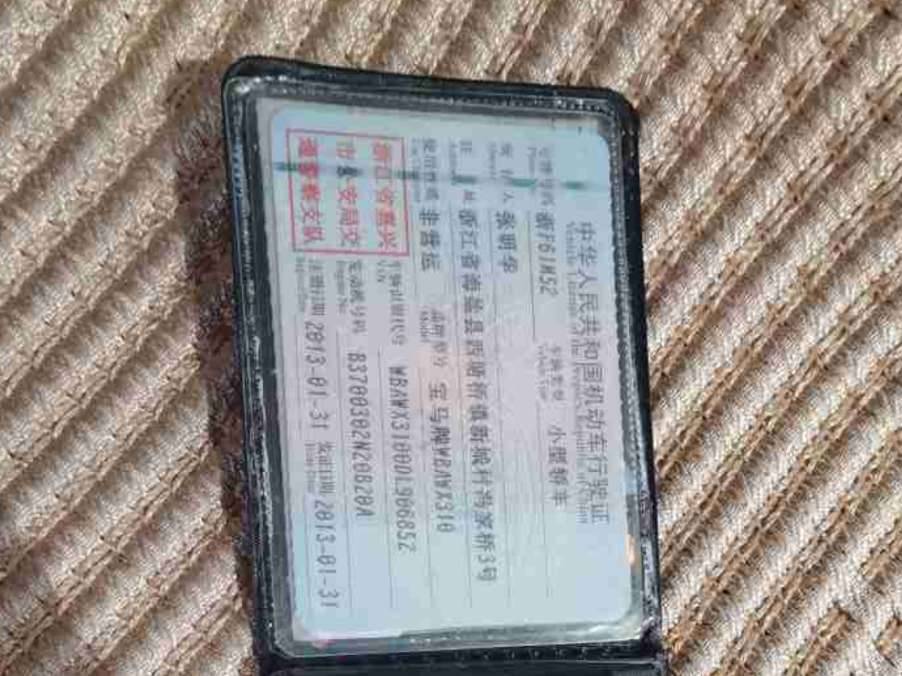 中华人民共和国机动车行驶证
号牌号码 浙F61M52 车辆类型 小型轿车
所有人 张明华
住址 浙江省海盐县西塘桥镇新城村冯家桥3号
使用性质 非营运 品牌型号 宝马牌WBAWX310
浙江省嘉兴
市公安局交
通警察支队
车辆识别代号 WBAWX3100DL906852
VIN
发动机号码 B3700302N20B20A
Engine No.
注册日期 2013-01-31 发证日期 2013-01-31